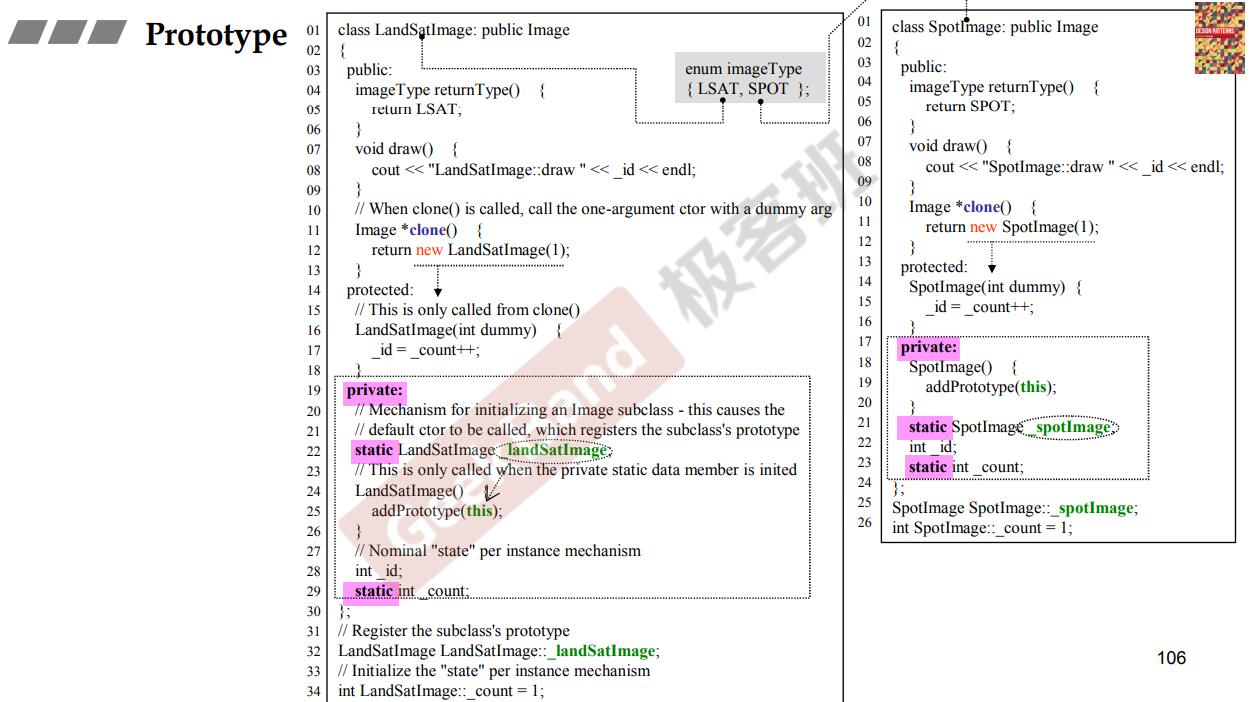 Prototype
01 class LandSatImage: public Image
02 {
03 public:
04 imageType returnType() {
05 return LSAT;
06 }
07 void draw() {
08 cout << "LandSatImage::draw " << _id << endl;
09 }
10 // When clone() is called, call the one-argument ctor with a dummy arg
11 Image *clone() {
12 return new LandSatImage(1);
13 }
14 protected:
15 // This is only called from clone()
16 LandSatImage(int dummy) {
17 _id = _count++;
18 }
19 private:
20 // Mechanism for initializing an Image subclass - this causes the
21 // default ctor to be called, which registers the subclass's prototype
22 static LandSatImage _landSatImage;
23 // This is only called when the private static data member is inited
24 LandSatImage() {
25 addPrototype(this);
26 }
27 // Nominal "state" per instance mechanism
28 int _id;
29 static int _count;
30 };
31 // Register the subclass's prototype
32 LandSatImage LandSatImage::_landSatImage;
33 // Initialize the "state" per instance mechanism
34 int LandSatImage::_count = 1;
enum imageType
{ LSAT, SPOT };
01 class SpotImage: public Image
02 {
03 public:
04 imageType returnType() {
05 return SPOT;
06 }
07 void draw() {
08 cout << "SpotImage::draw " << _id << endl;
09 }
10 Image *clone() {
11 return new SpotImage(1);
12 }
13 protected:
14 SpotImage(int dummy) {
15 _id = _count++;
16 }
17 private:
18 SpotImage() {
19 addPrototype(this);
20 }
21 static SpotImage _spotImage;
22 int _id;
23 static int _count;
24 };
25 SpotImage SpotImage::_spotImage;
26 int SpotImage::_count = 1;
DESIGN PATTERNS
GeekBand
极客班
106